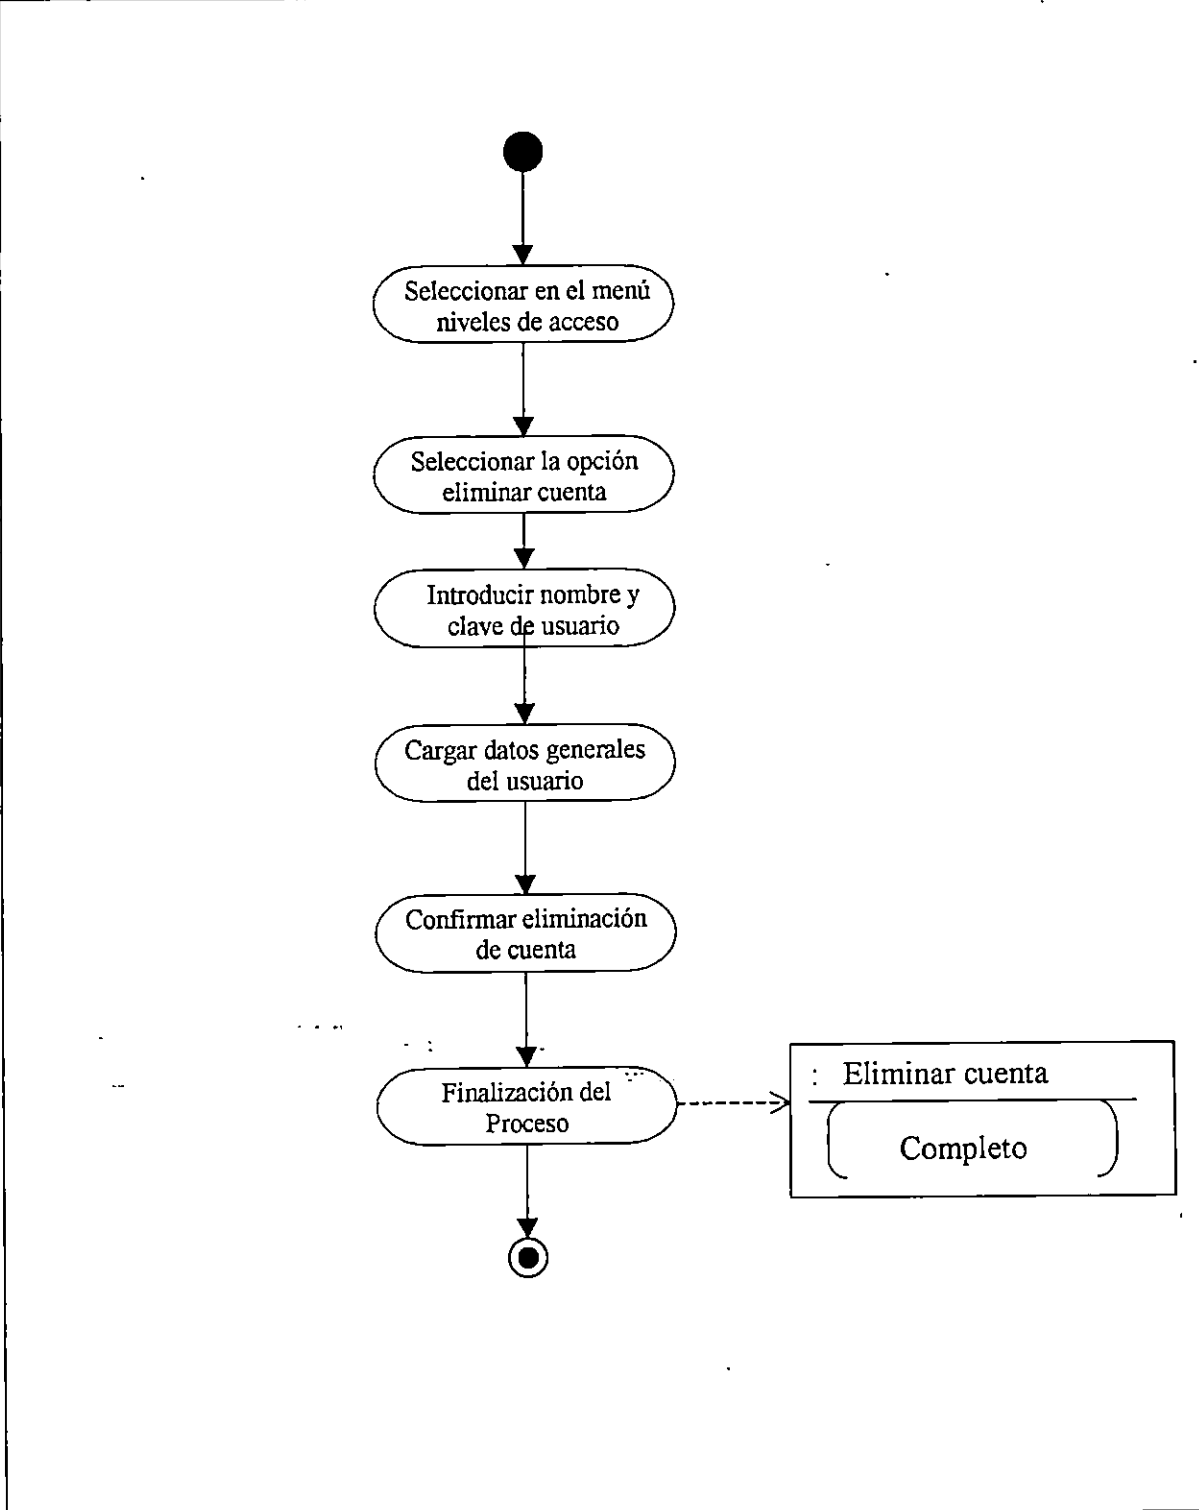 Seleccionar en el menú
niveles de acceso
Seleccionar la opción
eliminar cuenta
Introducir nombre y
clave de usuario
Cargar datos generales
del usuario
Confirmar eliminación
de cuenta
Finalización del
Proceso
: Eliminar cuenta
Completo